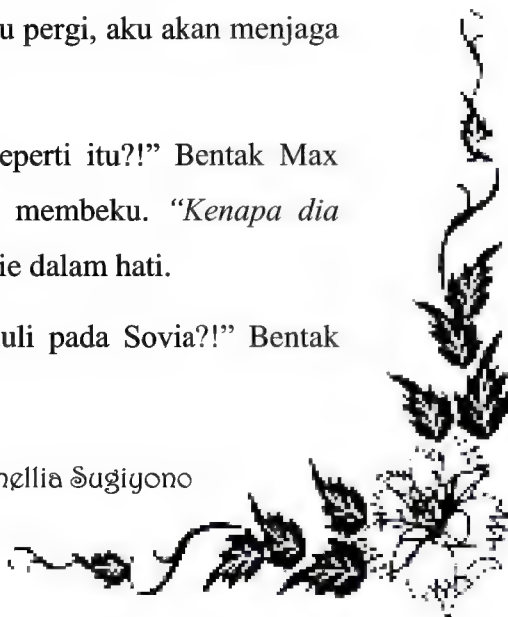 u pergi, aku akan menjaga
eperti itu?!” Bentak Max
membeku. “Kenapa dia
ie dalam hati.
uli pada Sovia?!” Bentak
nellia Sugiyono